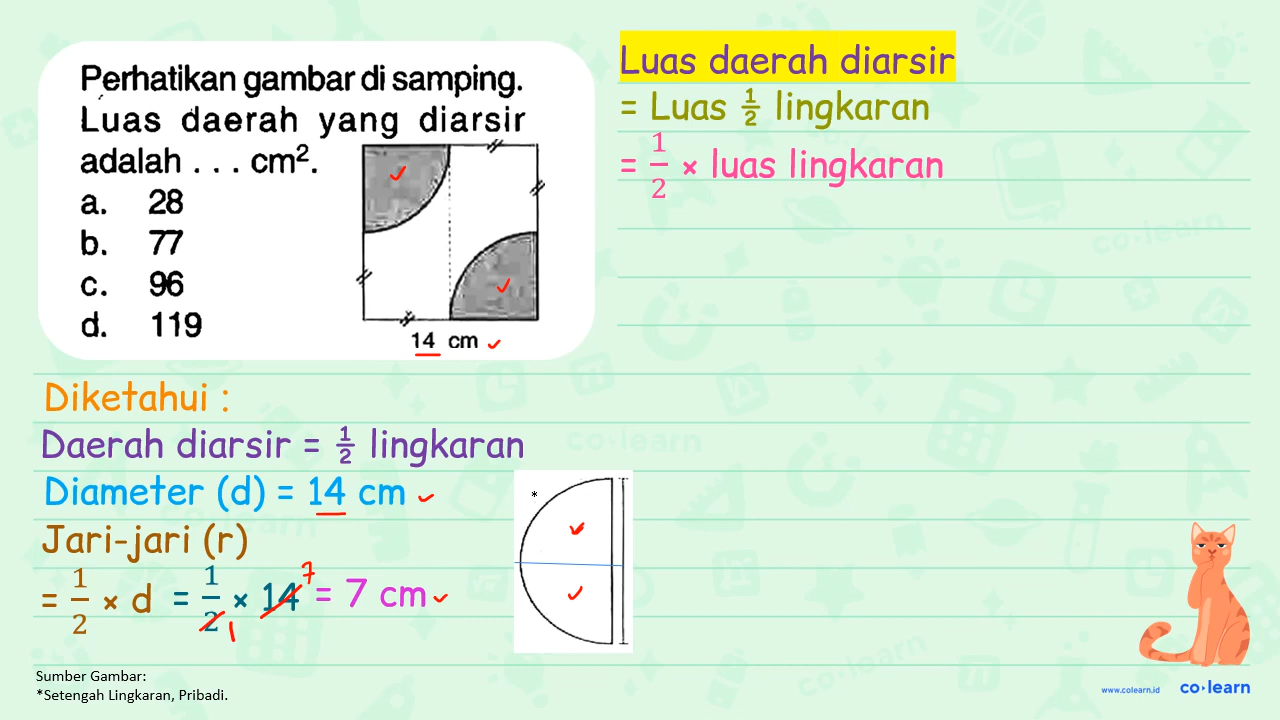 Perhatikan gambar di samping.
Luas daerah yang diarsir
adalah . . . cm².
a. 28
b. 77
c. 96
d. 119
14 cm
Luas daerah diarsir
= Luas ½ lingkaran
= 1/2 × luas lingkaran
Diketahui :
Daerah diarsir = ½ lingkaran
Diameter (d) = 14 cm
Jari-jari (r)
= 1/2 × d = 1/2 × 14 = 7 cm
7
1
*
Sumber Gambar:
*Setengah Lingkaran, Pribadi.
www.colearn.id
co·learn